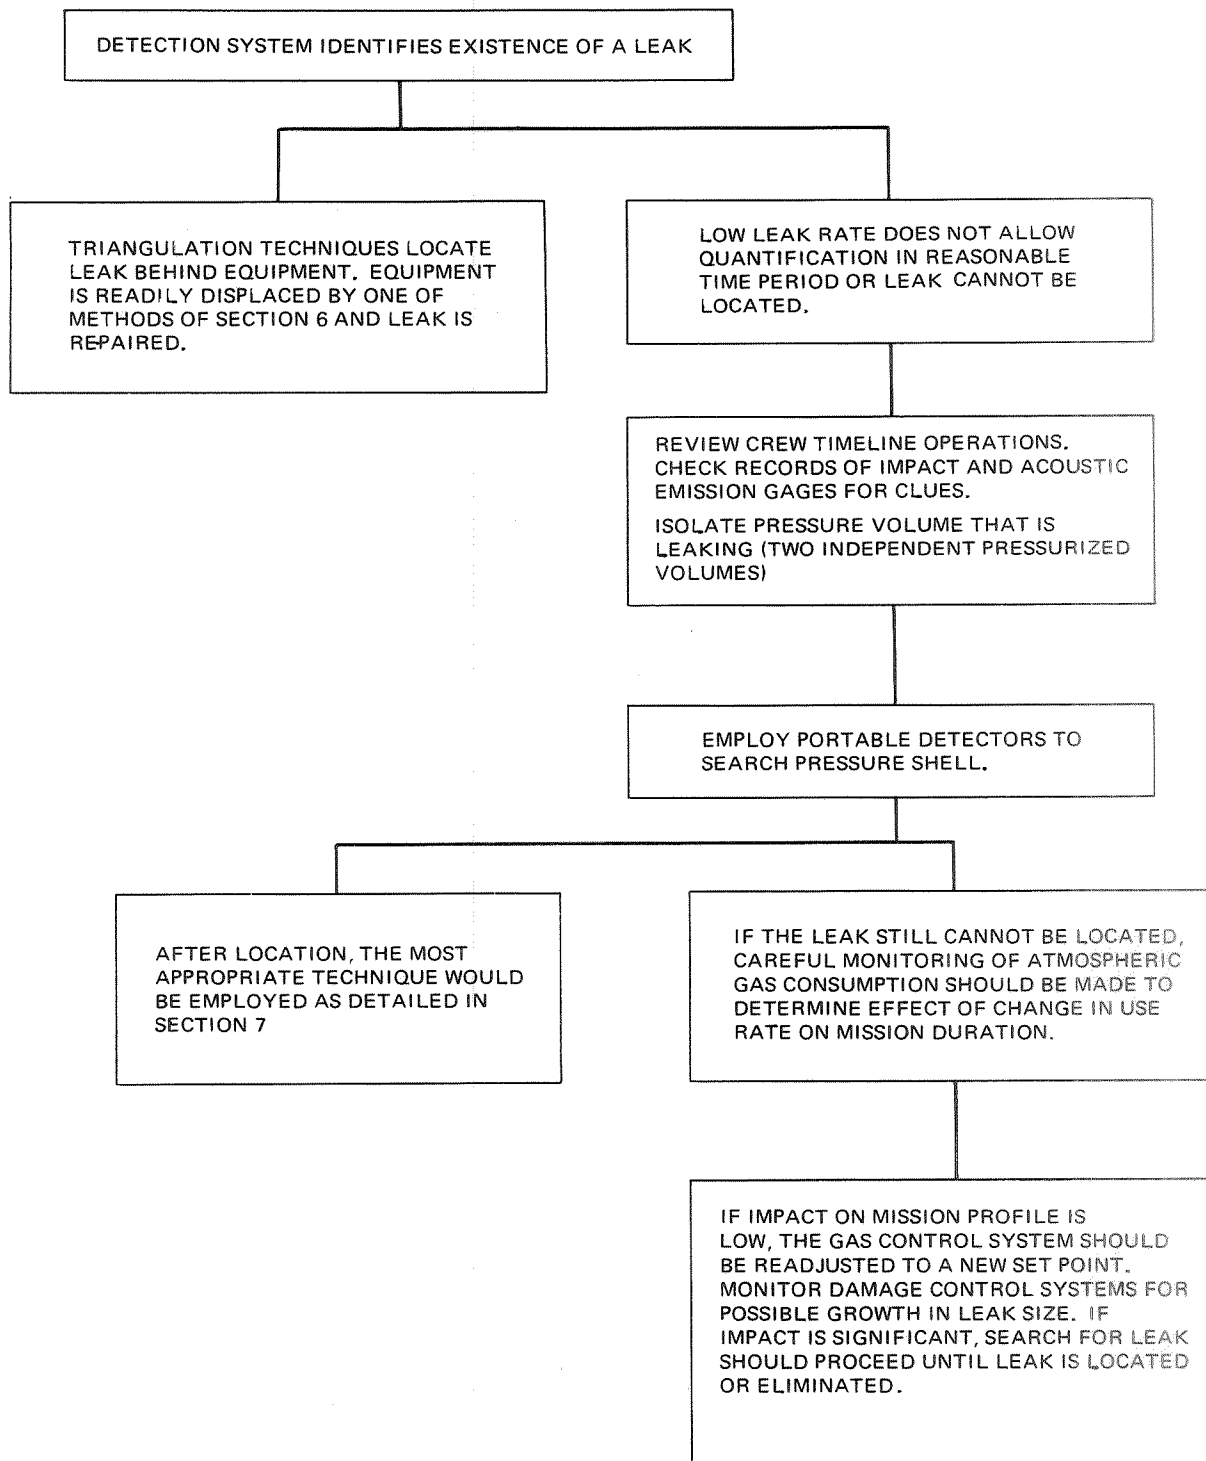 DETECTION SYSTEM IDENTIFIES EXISTENCE OF A LEAK
TRIANGULATION TECHNIQUES LOCATE
LEAK BEHIND EQUIPMENT. EQUIPMENT
IS READILY DISPLACED BY ONE OF
METHODS OF SECTION 6 AND LEAK IS
REPAIRED.
LOW LEAK RATE DOES NOT ALLOW
QUANTIFICATION IN REASONABLE
TIME PERIOD OR LEAK CANNOT BE
LOCATED.
REVIEW CREW TIMELINE OPERATIONS.
CHECK RECORDS OF IMPACT AND ACOUSTIC
EMISSION GAGES FOR CLUES.
ISOLATE PRESSURE VOLUME THAT IS
LEAKING (TWO INDEPENDENT PRESSURIZED
VOLUMES)
EMPLOY PORTABLE DETECTORS TO
SEARCH PRESSURE SHELL.
AFTER LOCATION, THE MOST
APPROPRIATE TECHNIQUE WOULD
BE EMPLOYED AS DETAILED IN
SECTION 7
IF THE LEAK STILL CANNOT BE LOCATED,
CAREFUL MONITORING OF ATMOSPHERIC
GAS CONSUMPTION SHOULD BE MADE TO
DETERMINE EFFECT OF CHANGE IN USE
RATE ON MISSION DURATION.
IF IMPACT ON MISSION PROFILE IS
LOW, THE GAS CONTROL SYSTEM SHOULD
BE READJUSTED TO A NEW SET POINT.
MONITOR DAMAGE CONTROL SYSTEMS FOR
POSSIBLE GROWTH IN LEAK SIZE. IF
IMPACT IS SIGNIFICANT, SEARCH FOR LEAK
SHOULD PROCEED UNTIL LEAK IS LOCATED
OR ELIMINATED.